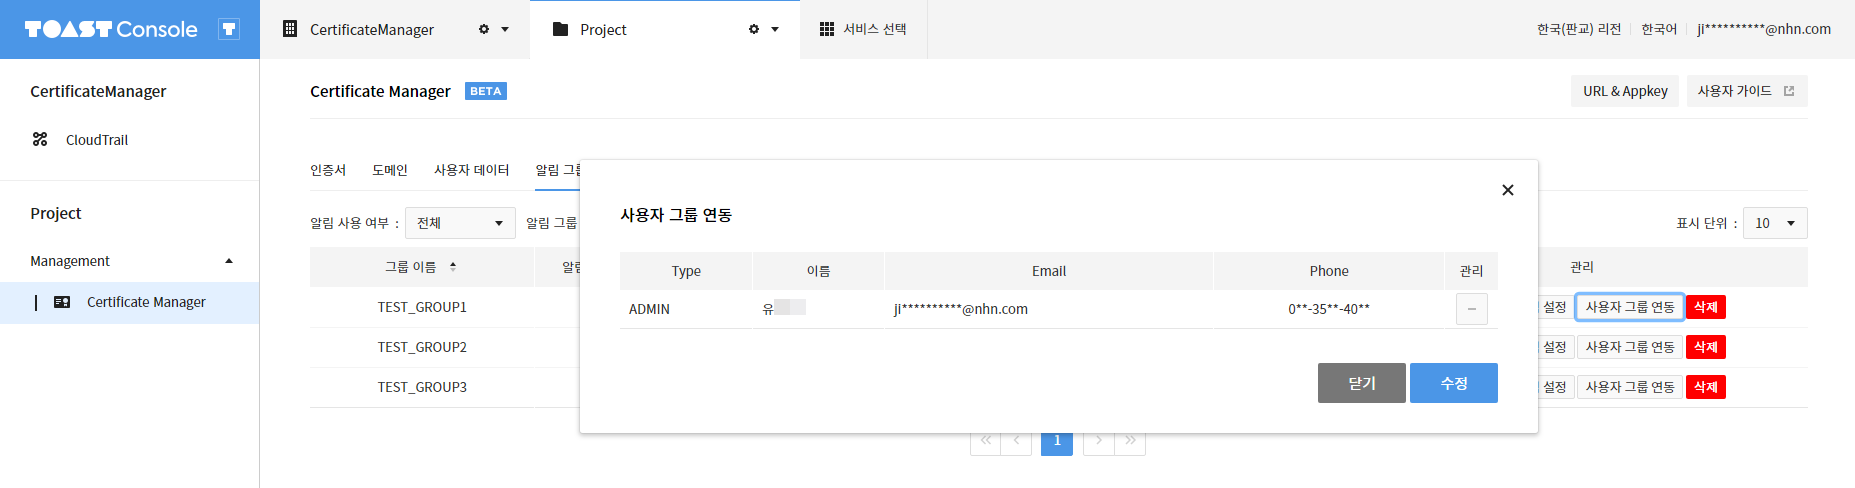 TOAST Console
CertificateManager
Project
서비스 선택
한국(판교) 리전
한국어
ji**********@nhn.com
CertificateManager
CloudTrail
Project
Management
Certificate Manager
Certificate Manager BETA
URL & Appkey
사용자 가이드
인증서
도메인
사용자 데이터
알림 그룹
알림 사용 여부 :
전체
알림 그룹
표시 단위 :
10
그룹 이름
관리
TEST_GROUP1
설정
사용자 그룹 연동
삭제
TEST_GROUP2
설정
사용자 그룹 연동
삭제
TEST_GROUP3
설정
사용자 그룹 연동
삭제
1
사용자 그룹 연동
Type
이름
Email
Phone
관리
ADMIN
유
ji**********@nhn.com
0**-35**-40**
닫기
수정